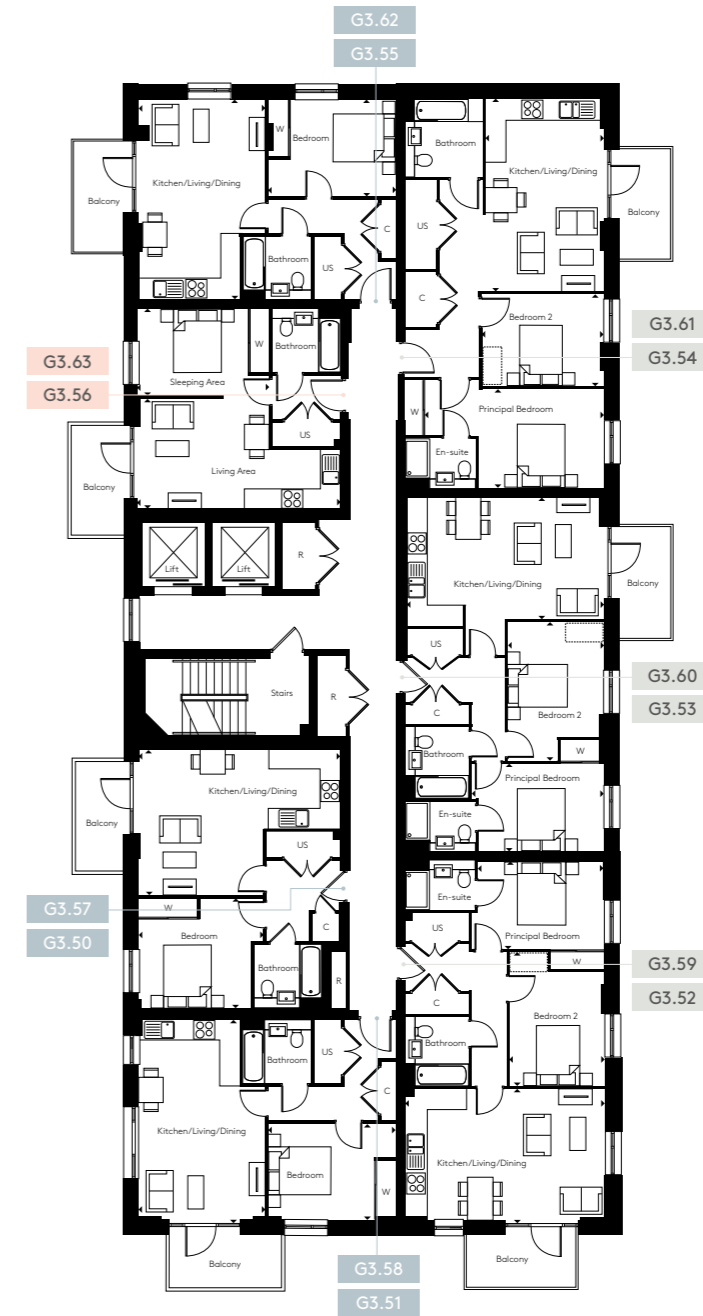 G3.62
G3.55
W
Bedroom
Kitchen/Living/Dining
Balcony
C
Bathroom
US
Bathroom
Kitchen/Living/Dining
US
Balcony
C
Bedroom 2
G3.61
G3.54
G3.63
G3.56
Sleeping Area
W
Bathroom
US
Living Area
Balcony
Principal Bedroom
W
En-suite
Lift
Lift
R
Kitchen/Living/Dining
Balcony
US
C
Bedroom 2
G3.60
G3.53
Stairs
R
Bathroom
W
Principal Bedroom
En-suite
Kitchen/Living/Dining
Balcony
US
G3.57
G3.50
W
Bedroom
C
Bathroom
R
En-suite
Principal Bedroom
US
W
G3.59
G3.52
C
Bedroom 2
Bathroom
Bathroom
US
C
Kitchen/Living/Dining
Bedroom
W
Balcony
Kitchen/Living/Dining
Balcony
G3.58
G3.51